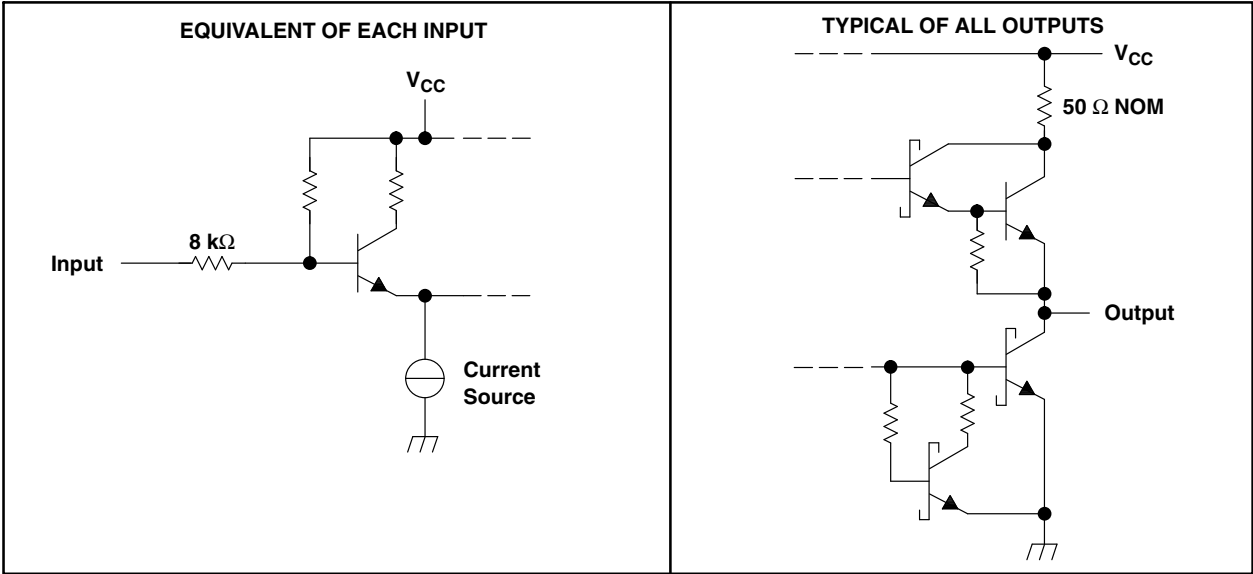 EQUIVALENT OF EACH INPUT
VCC
8 kΩ
Input
Current
Source
TYPICAL OF ALL OUTPUTS
VCC
50 Ω NOM
Output